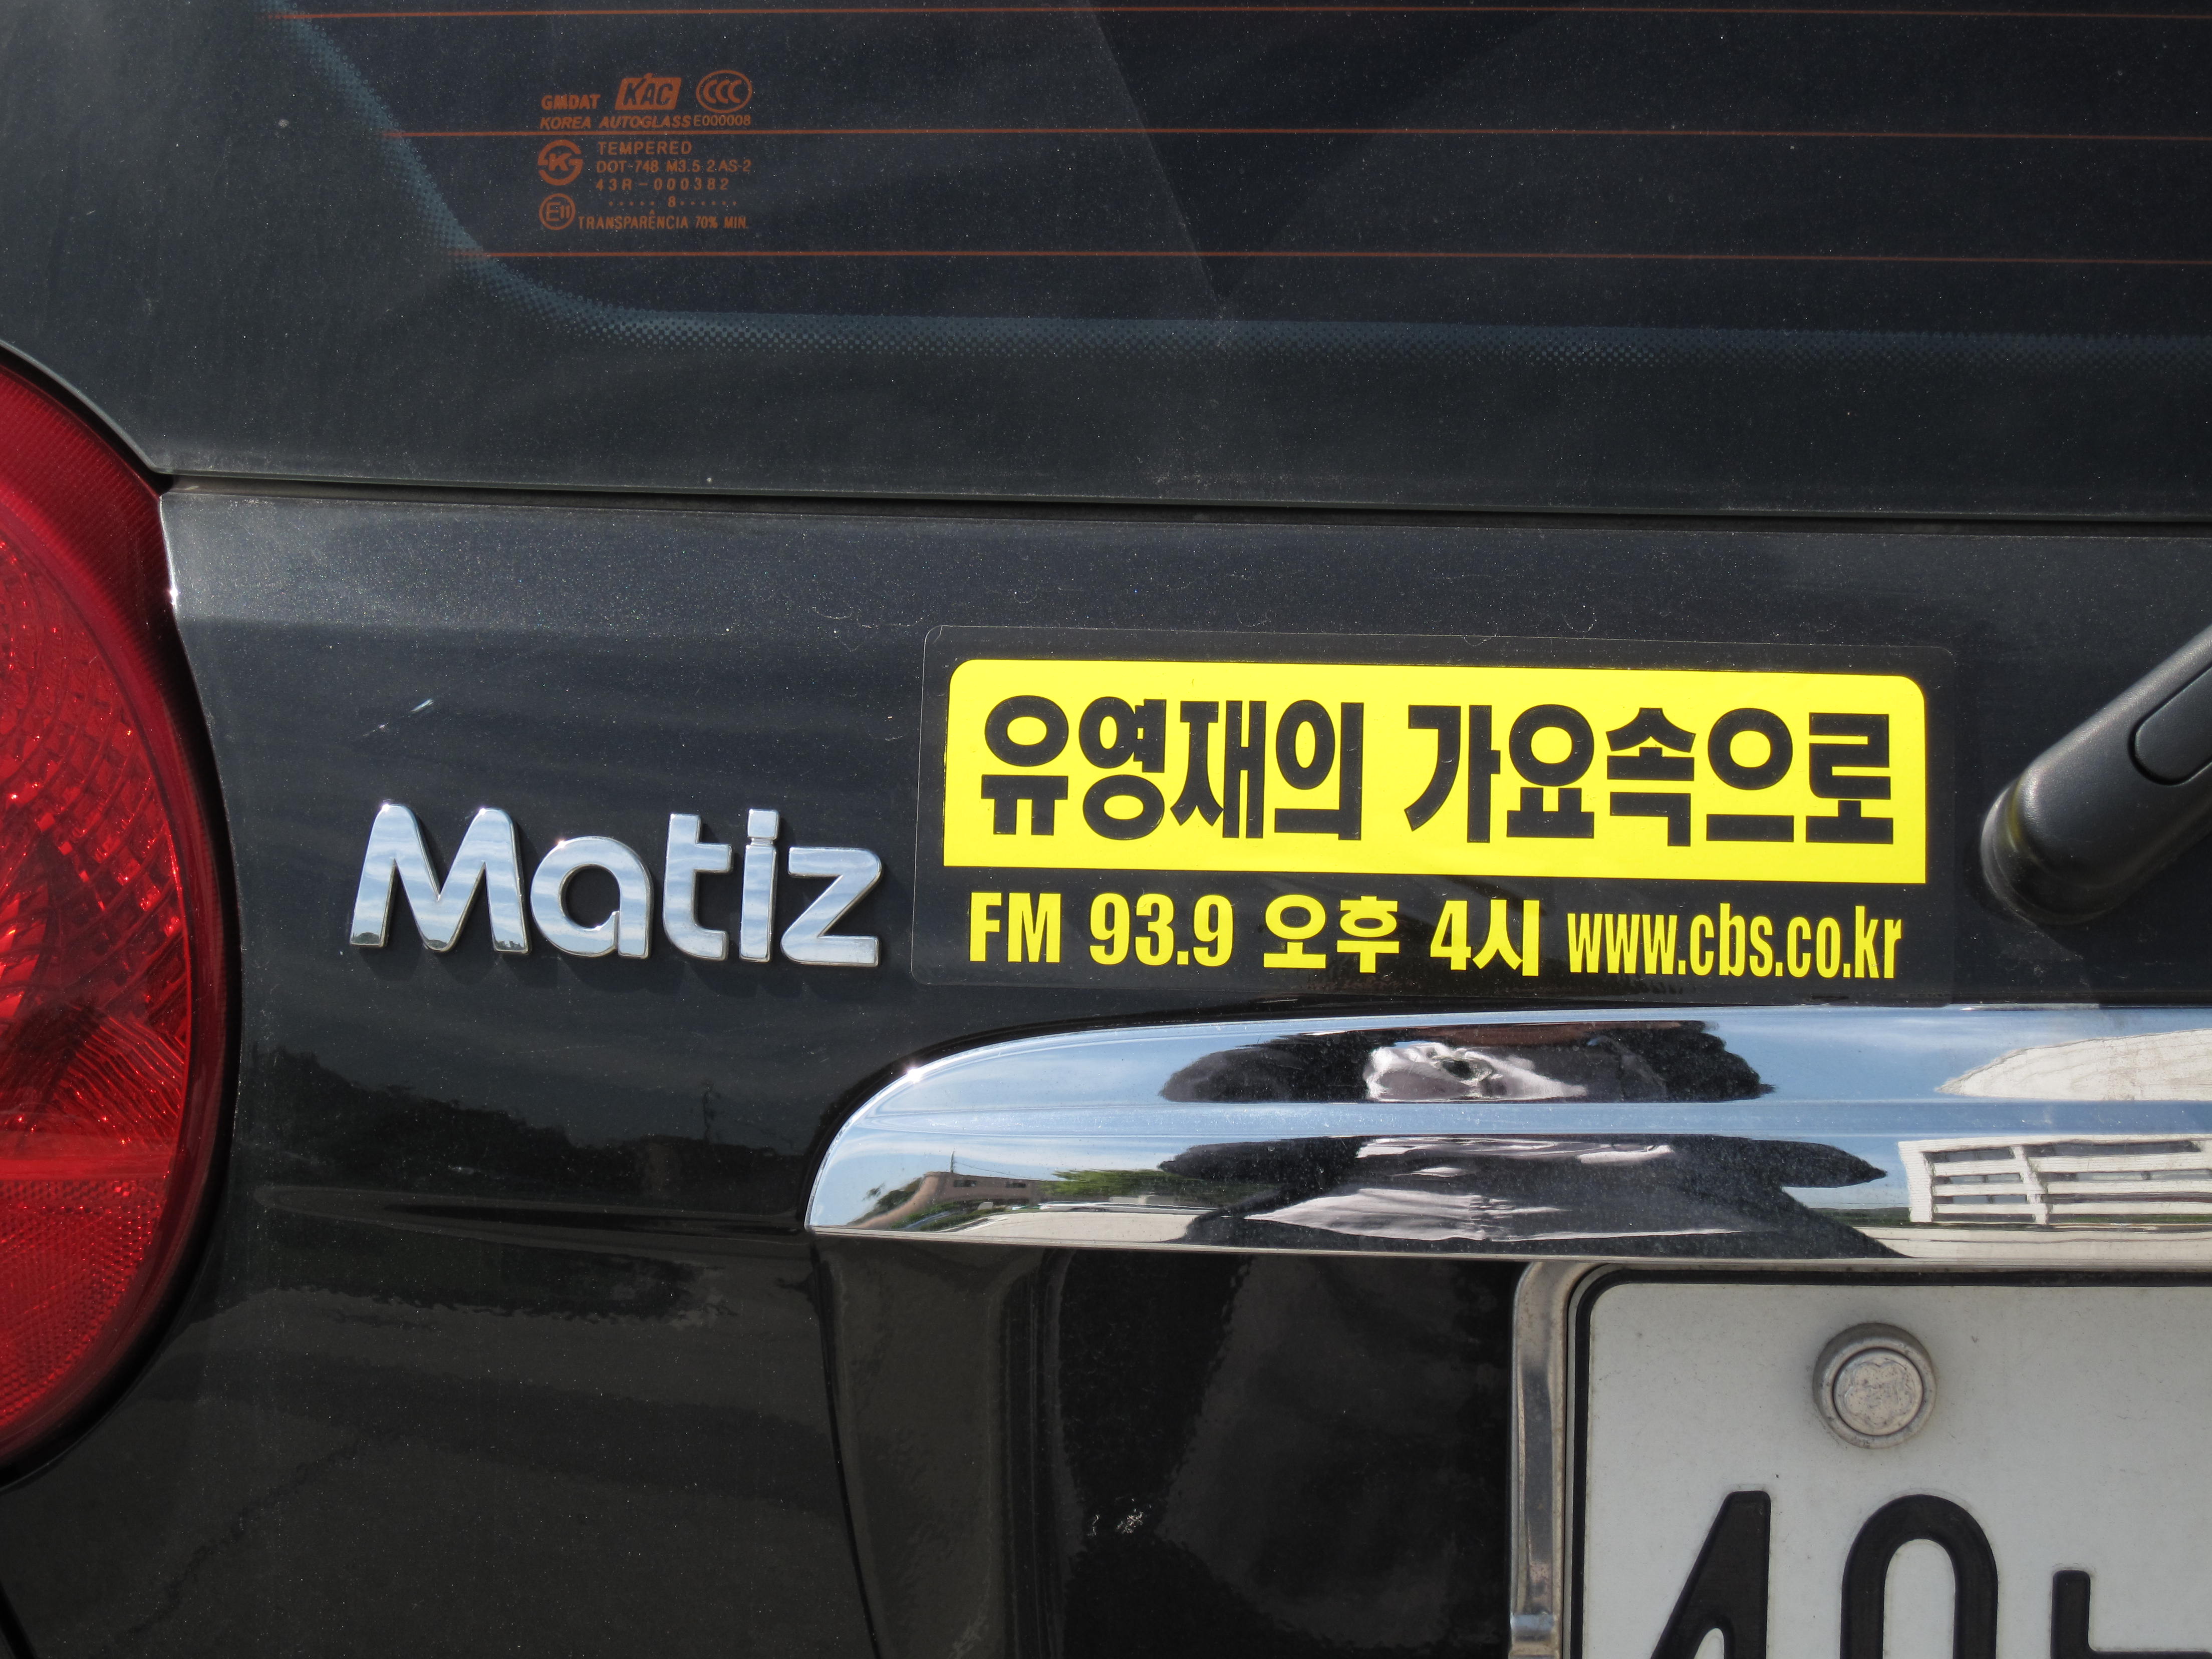 GMDAT KAC CCC
KOREA AUTOGLASS E000008
TEMPERED
DOT-748 M3.5 2.AS-2
43R-000382
E11 ······8······
TRANSPARÊNCIA 70% MIN.
유영재의 가요속으로
Matiz
FM 93.9 오후 4시 www.cbs.co.kr